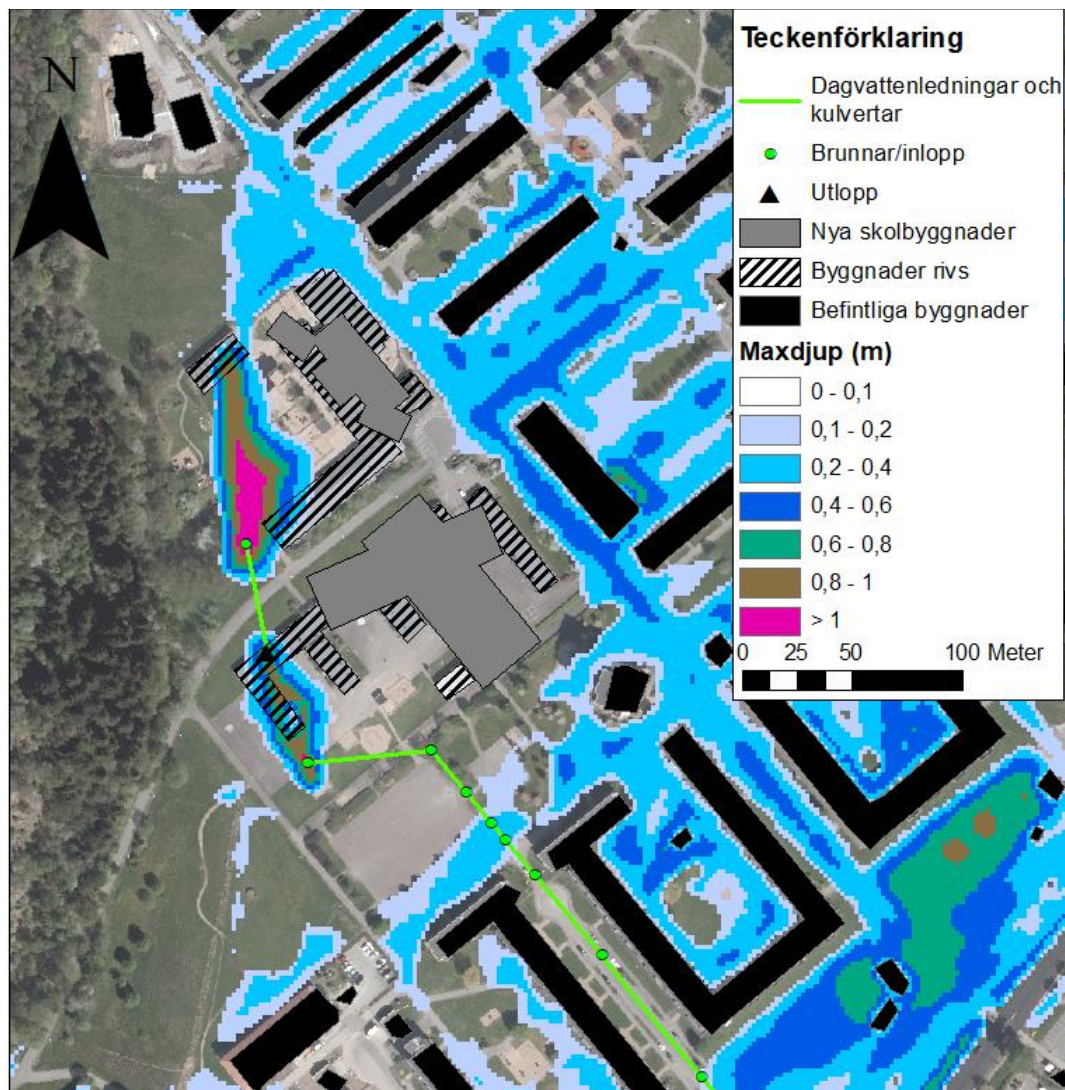 N
Teckenförklaring
Dagvattenledningar och
kulvertar
Brunnar/inlopp
Utlopp
Nya skolbyggnader
Byggnader rivs
Befintliga byggnader
Maxdjup (m)
0 - 0,1
0,1 - 0,2
0,2 - 0,4
0,4 - 0,6
0,6 - 0,8
0,8 - 1
> 1
0 25 50 100 Meter